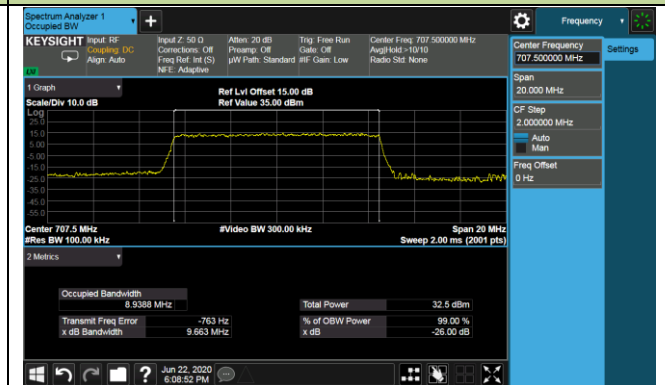 Spectrum Analyzer 1
Occupied BW
+
Frequency
KEYSIGHT
Input: RF
Coupling: DC
Align: Auto
Input Z: 50 Ω
Corrections: Off
Freq Ref: Int (S)
NFE: Adaptive
Atten: 20 dB
Preamp: Off
µW Path: Standard
Trig: Free Run
Gate: Off
#IF Gain: Low
Center Freq: 707.500000 MHz
Avg|Hold:>10/10
Radio Std: None
Center Frequency
707.500000 MHz
Settings
Span
20.000 MHz
CF Step
2.000000 MHz
Auto
Man
Freq Offset
0 Hz
1 Graph
Scale/Div 10.0 dB
Ref Lvl Offset 15.00 dB
Ref Value 35.00 dBm
Log
25.0
15.0
5.00
-5.00
-15.0
-25.0
-35.0
-45.0
-55.0
Center 707.5 MHz
#Video BW 300.00 kHz
Span 20 MHz
#Res BW 100.00 kHz
Sweep 2.00 ms (2001 pts)
2 Metrics
Occupied Bandwidth
8.9388 MHz
Total Power
32.5 dBm
Transmit Freq Error
-763 Hz
% of OBW Power
99.00 %
x dB Bandwidth
9.663 MHz
x dB
-26.00 dB
?
Jun 22, 2020
6:08:52 PM